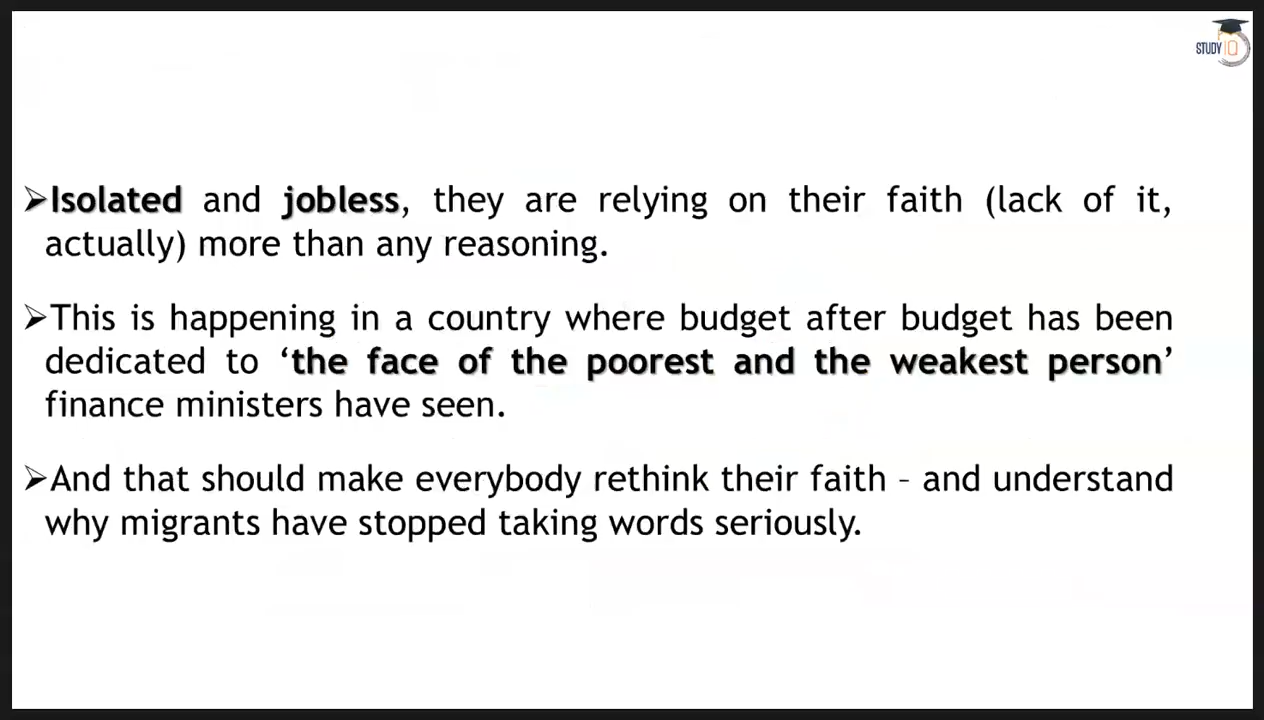 STUDY IQ
➢Isolated and jobless, they are relying on their faith (lack of it,
actually) more than any reasoning.
➢This is happening in a country where budget after budget has been
dedicated to ‘the face of the poorest and the weakest person’
finance ministers have seen.
➢And that should make everybody rethink their faith – and understand
why migrants have stopped taking words seriously.